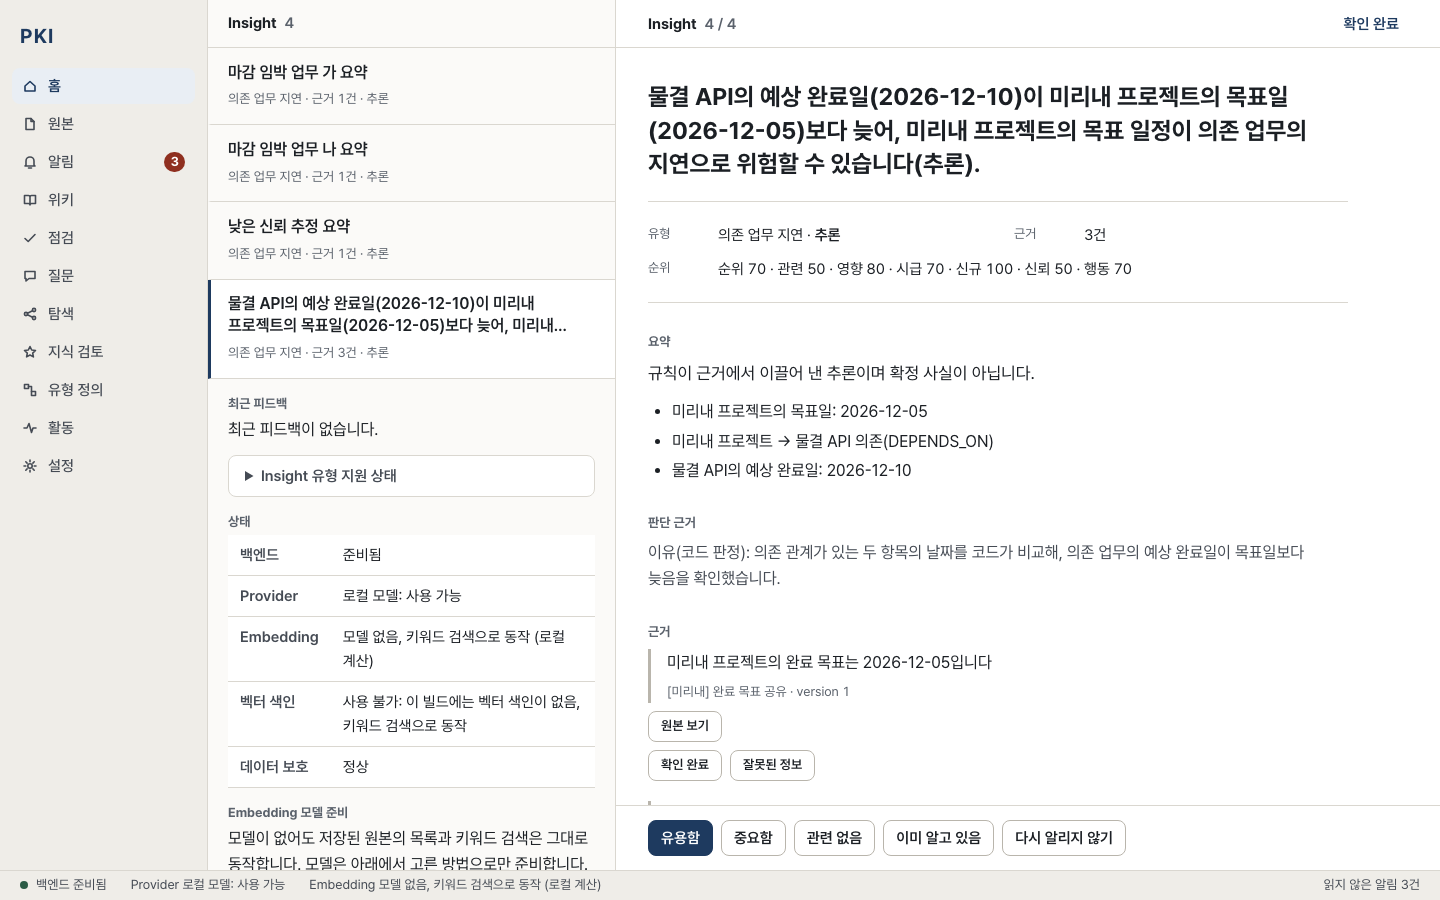 PKI
홈
원본
알림 3
위키
점검
질문
탐색
지식 검토
유형 정의
활동
설정
Insight 4
마감 임박 업무 가 요약
의존 업무 지연 · 근거 1건 · 추론
마감 임박 업무 나 요약
의존 업무 지연 · 근거 1건 · 추론
낮은 신뢰 추정 요약
의존 업무 지연 · 근거 1건 · 추론
물결 API의 예상 완료일(2026-12-10)이 미리내
프로젝트의 목표일(2026-12-05)보다 늦어, 미리내...
의존 업무 지연 · 근거 3건 · 추론
최근 피드백
최근 피드백이 없습니다.
▶ Insight 유형 지원 상태
상태
백엔드 준비됨
Provider 로컬 모델: 사용 가능
Embedding 모델 없음, 키워드 검색으로 동작 (로컬
계산)
벡터 색인 사용 불가: 이 빌드에는 벡터 색인이 없음,
키워드 검색으로 동작
데이터 보호 정상
Embedding 모델 준비
모델이 없어도 저장된 원본의 목록과 키워드 검색은 그대로
동작합니다. 모델은 아래에서 고른 방법으로만 준비합니다.
Insight 4 / 4
확인 완료
물결 API의 예상 완료일(2026-12-10)이 미리내 프로젝트의 목표일
(2026-12-05)보다 늦어, 미리내 프로젝트의 목표 일정이 의존 업무의
지연으로 위험할 수 있습니다(추론).
유형 의존 업무 지연 · 추론 근거 3건
순위 순위 70 · 관련 50 · 영향 80 · 시급 70 · 신규 100 · 신뢰 50 · 행동 70
요약
규칙이 근거에서 이끌어 낸 추론이며 확정 사실이 아닙니다.
• 미리내 프로젝트의 목표일: 2026-12-05
• 미리내 프로젝트 → 물결 API 의존(DEPENDS_ON)
• 물결 API의 예상 완료일: 2026-12-10
판단 근거
이유(코드 판정): 의존 관계가 있는 두 항목의 날짜를 코드가 비교해, 의존 업무의 예상 완료일이 목표일보다
늦음을 확인했습니다.
근거
미리내 프로젝트의 완료 목표는 2026-12-05입니다
[미리내] 완료 목표 공유 · version 1
원본 보기
확인 완료 잘못된 정보
유용함 중요함 관련 없음 이미 알고 있음 다시 알리지 않기
백엔드 준비됨 Provider 로컬 모델: 사용 가능 Embedding 모델 없음, 키워드 검색으로 동작 (로컬 계산) 읽지 않은 알림 3건